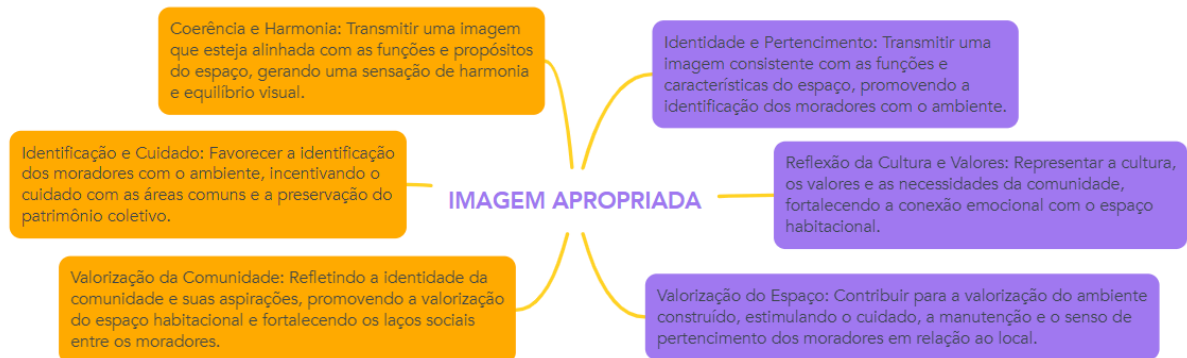 Coerência e Harmonia: Transmitir uma imagem
que esteja alinhada com as funções e propósitos
do espaço, gerando uma sensação de harmonia
e equilíbrio visual.
Identidade e Pertencimento: Transmitir uma
imagem consistente com as funções e
características do espaço, promovendo a
identificação dos moradores com o ambiente.
Identificação e Cuidado: Favorecer a identificação
dos moradores com o ambiente, incentivando o
cuidado com as áreas comuns e a preservação do
patrimônio coletivo.
IMAGEM APROPRIADA
Reflexão da Cultura e Valores: Representar a cultura,
os valores e as necessidades da comunidade,
fortalecendo a conexão emocional com o espaço
habitacional.
Valorização da Comunidade: Refletindo a identidade da
comunidade e suas aspirações, promovendo a valorização
do espaço habitacional e fortalecendo os laços sociais
entre os moradores.
Valorização do Espaço: Contribuir para a valorização do ambiente
construído, estimulando o cuidado, a manutenção e o senso de
pertencimento dos moradores em relação ao local.